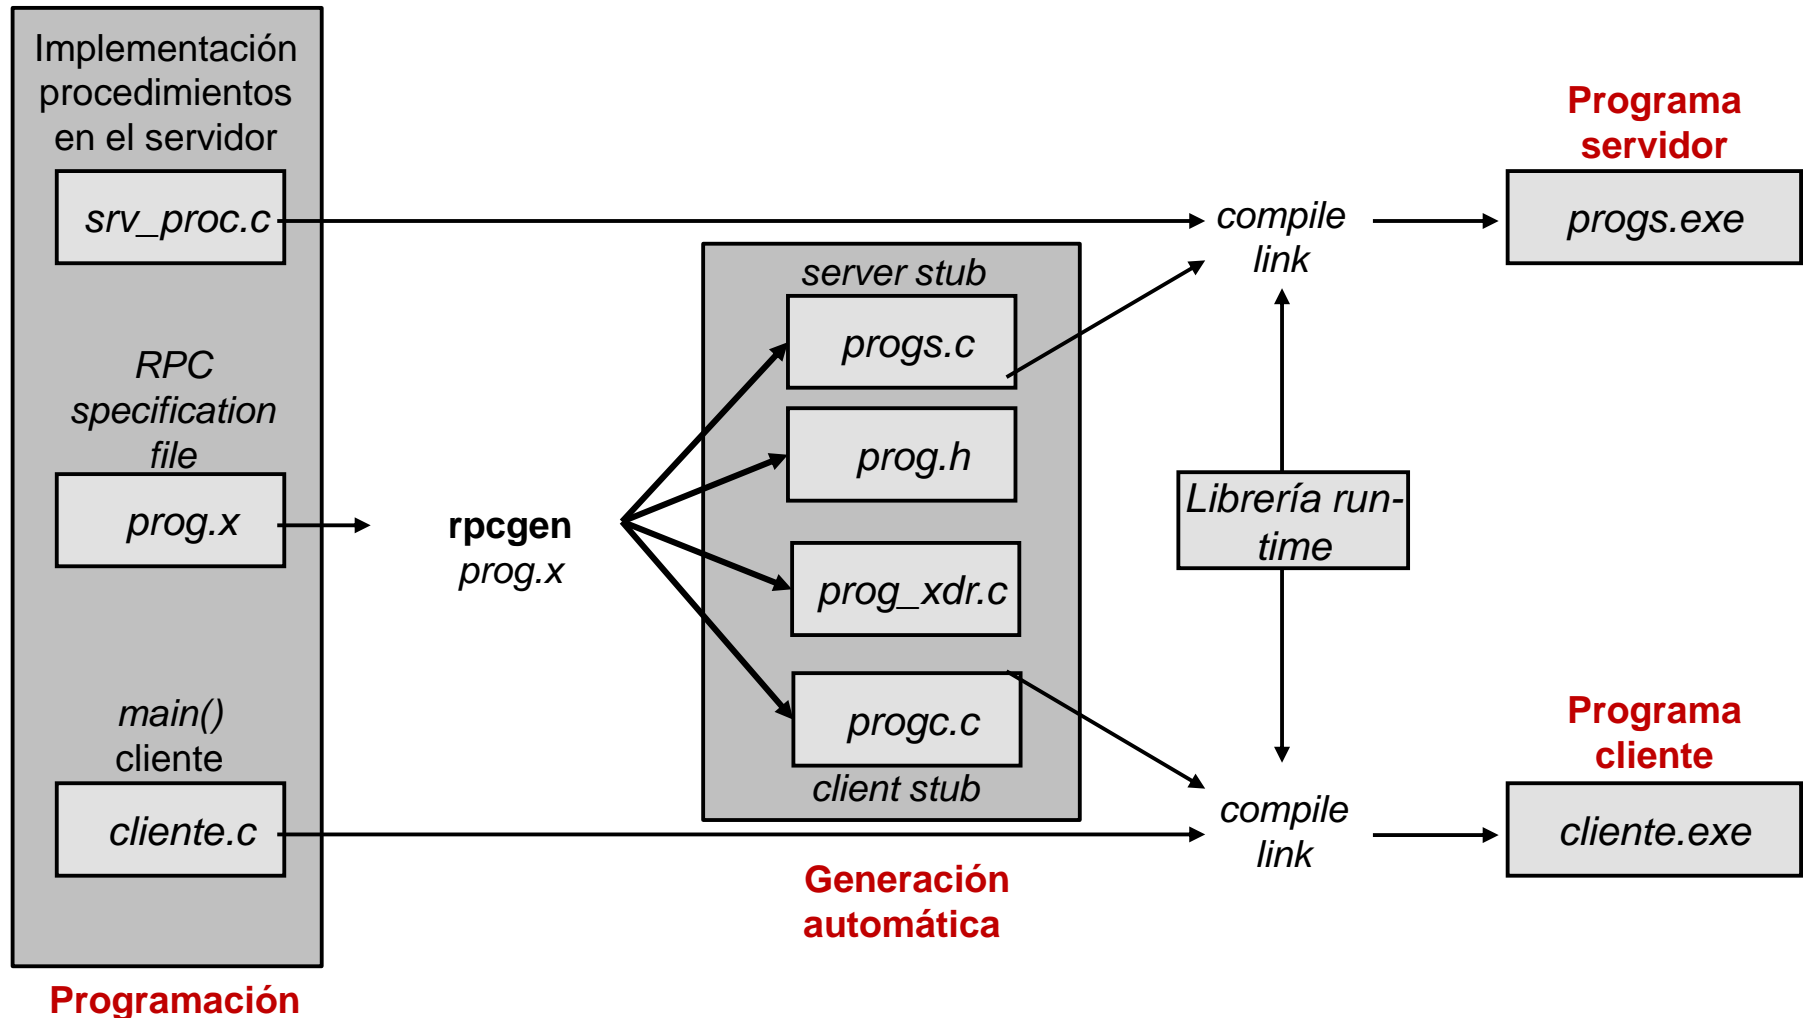 Implementación
procedimientos
en el servidor
srv_proc.c
RPC
specification
file
prog.x
main()
cliente
cliente.c
Programación
rpcgen
prog.x
server stub
progs.c
prog.h
prog_xdr.c
progc.c
client stub
Generación
automática
compile
link
Librería run-
time
compile
link
Programa
servidor
progs.exe
Programa
cliente
cliente.exe